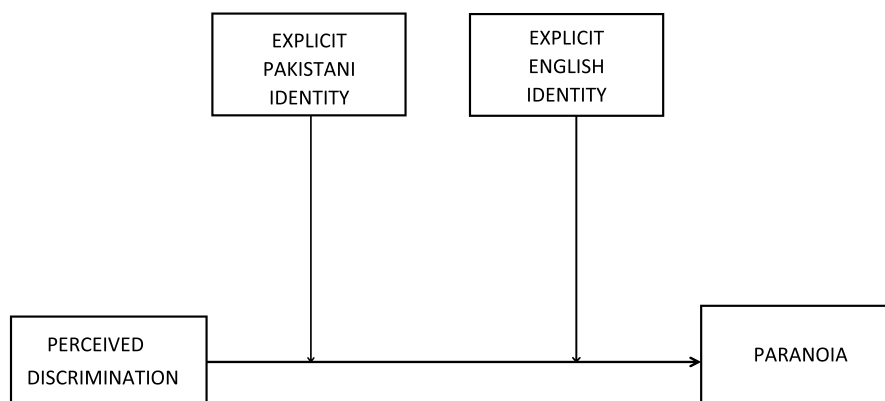 EXPLICIT
PAKISTANI
IDENTITY
EXPLICIT
ENGLISH
IDENTITY
PERCEIVED
DISCRIMINATION
PARANOIA